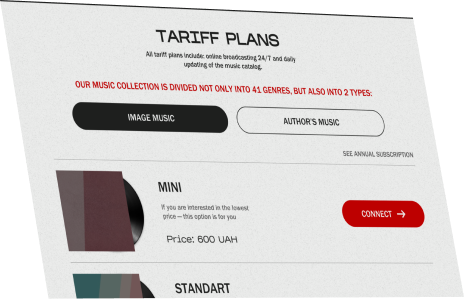 TARIFF PLANS
All tariff plans include: online broadcasting 24/7 and daily
updating of the music catalog.
OUR MUSIC COLLECTION IS DIVIDED NOT ONLY INTO 41 GENRES, BUT ALSO INTO 2 TYPES:
IMAGE MUSIC
AUTHOR'S MUSIC
SEE ANNUAL SUBSCRIPTION
MINI
If you are interested in the lowest
price — this option is for you
CONNECT →
Price: 600 UAH
STANDART